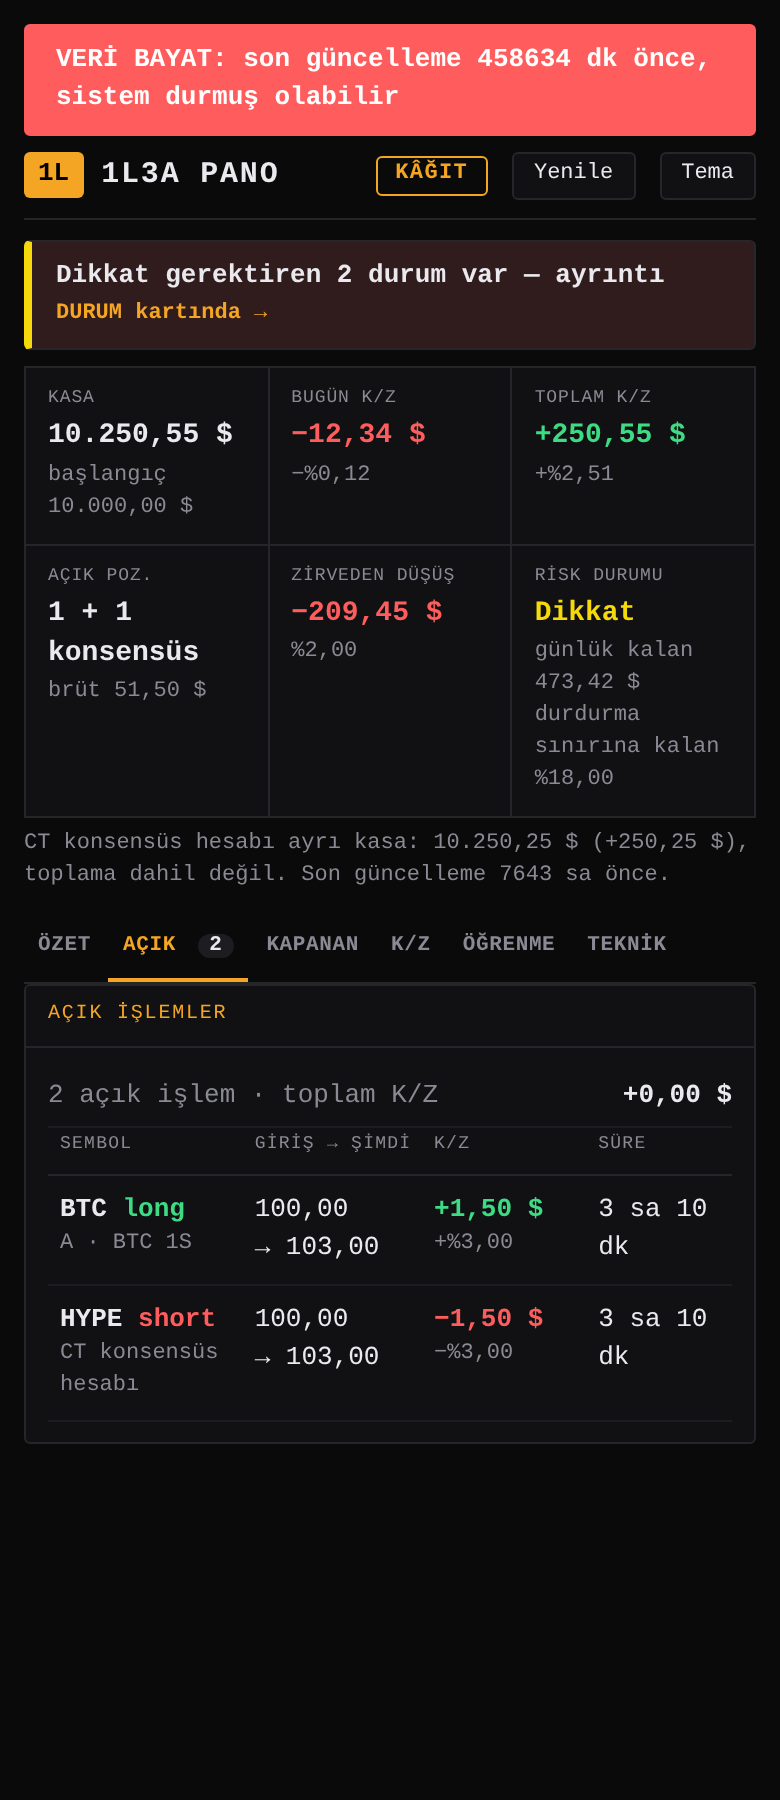 VERİ BAYAT: son güncelleme 458634 dk önce,
sistem durmuş olabilir
1L 1L3A PANO KÂĞIT Yenile Tema
Dikkat gerektiren 2 durum var — ayrıntı
DURUM kartında →
KASA
10.250,55 $
başlangıç
10.000,00 $
BUGÜN K/Z
−12,34 $
−%0,12
TOPLAM K/Z
+250,55 $
+%2,51
AÇIK POZ.
1 + 1
konsensüs
brüt 51,50 $
ZİRVEDEN DÜŞÜŞ
−209,45 $
%2,00
RİSK DURUMU
Dikkat
günlük kalan
473,42 $
durdurma
sınırına kalan
%18,00
CT konsensüs hesabı ayrı kasa: 10.250,25 $ (+250,25 $),
toplama dahil değil. Son güncelleme 7643 sa önce.
ÖZET AÇIK 2 KAPANAN K/Z ÖĞRENME TEKNİK
AÇIK İŞLEMLER
2 açık işlem · toplam K/Z +0,00 $
SEMBOL GİRİŞ → ŞİMDİ K/Z SÜRE
BTC long 100,00 +1,50 $ 3 sa 10
A · BTC 1S → 103,00 +%3,00 dk
HYPE short 100,00 −1,50 $ 3 sa 10
CT konsensüs → 103,00 −%3,00 dk
hesabı